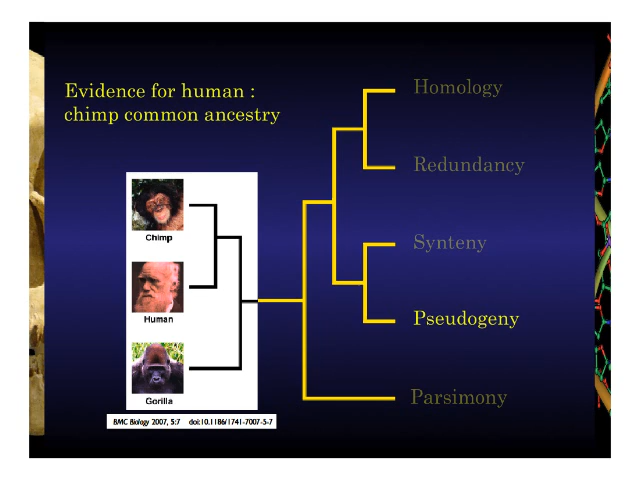 Evidence for human :
chimp common ancestry
Homology
Redundancy
Synteny
Pseudogeny
Parsimony
Chimp
Human
Gorilla
BMC Biology 2007, 5:7 doi:10.1186/1741-7007-5-7